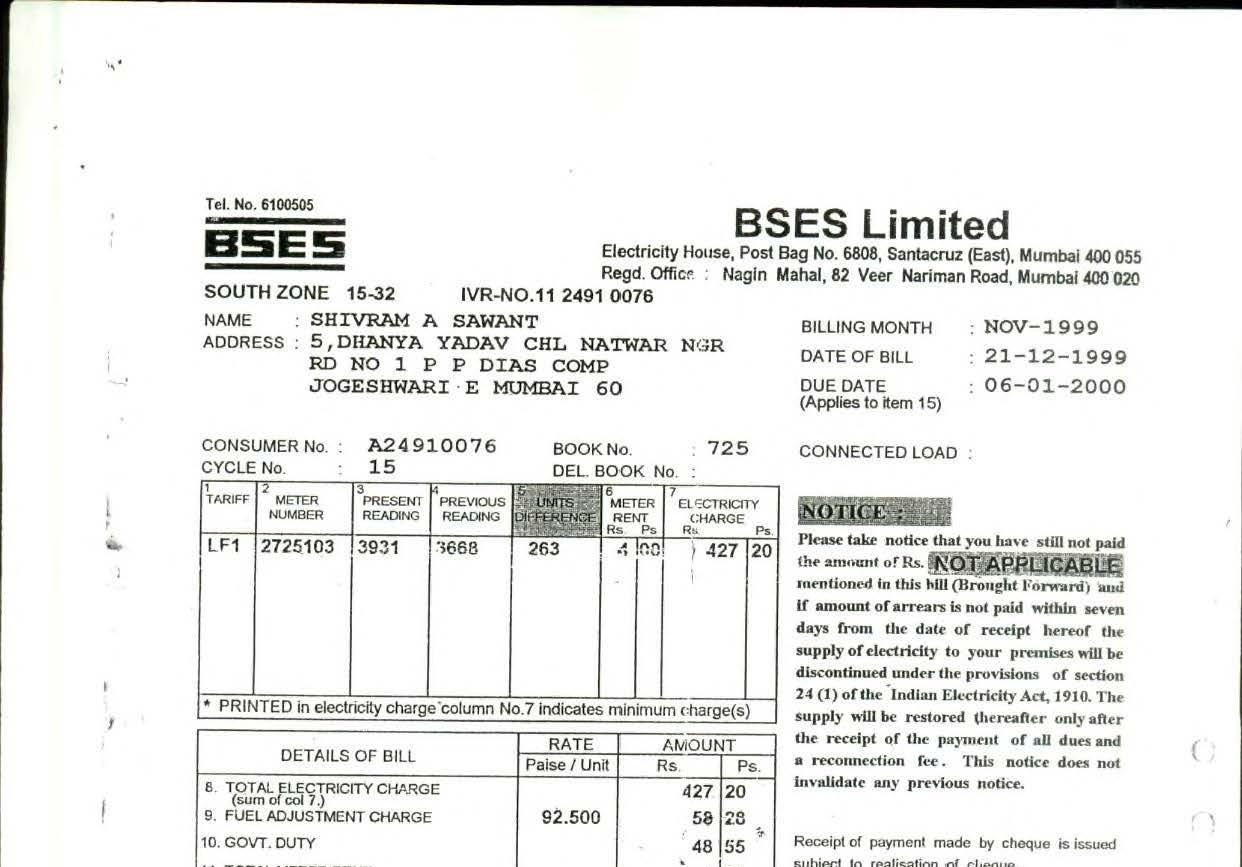 Tel. No. 6100505
BSES
BSES Limited
Electricity House, Post Bag No. 6808, Santacruz (East), Mumbai 400 055
Regd. Office : Nagin Mahal, 82 Veer Nariman Road, Mumbai 400 020
SOUTH ZONE 15-32 IVR-NO.11 2491 0076
NAME : SHIVRAM A SAWANT
ADDRESS : 5,DHANYA YADAV CHL NATWAR NGR
RD NO 1 P P DIAS COMP
JOGESHWARI E MUMBAI 60
BILLING MONTH : NOV-1999
DATE OF BILL : 21-12-1999
DUE DATE : 06-01-2000
(Applies to item 15)
CONSUMER No. : A24910076 BOOK No. : 725
CYCLE No. : 15 DEL. BOOK No. :
CONNECTED LOAD :
1 TARIFF 2 METER NUMBER 3 PRESENT READING 4 PREVIOUS READING 5 UNITS DIFFERENCE 6 METER RENT Rs. Ps 7 ELECTRICITY CHARGE Rs. Ps.
LF1 2725103 3931 3668 263 4 00 427 20
* PRINTED in electricity charge column No.7 indicates minimum charge(s)
NOTICE :
Please take notice that you have still not paid
the amount of Rs. NOT APPLICABLE
mentioned in this bill (Brought Forward) and
if amount of arrears is not paid within seven
days from the date of receipt hereof the
supply of electricity to your premises will be
discontinued under the provisions of section
24 (1) of the Indian Electricity Act, 1910. The
supply will be restored thereafter only after
the receipt of the payment of all dues and
a reconnection fee. This notice does not
invalidate any previous notice.
DETAILS OF BILL RATE Paise / Unit AMOUNT Rs. Ps.
8. TOTAL ELECTRICITY CHARGE 427 20
(sum of col 7.)
9. FUEL ADJUSTMENT CHARGE 92.500 58 28
10. GOVT. DUTY 48 55
Receipt of payment made by cheque is issued
subject to realisation of cheque